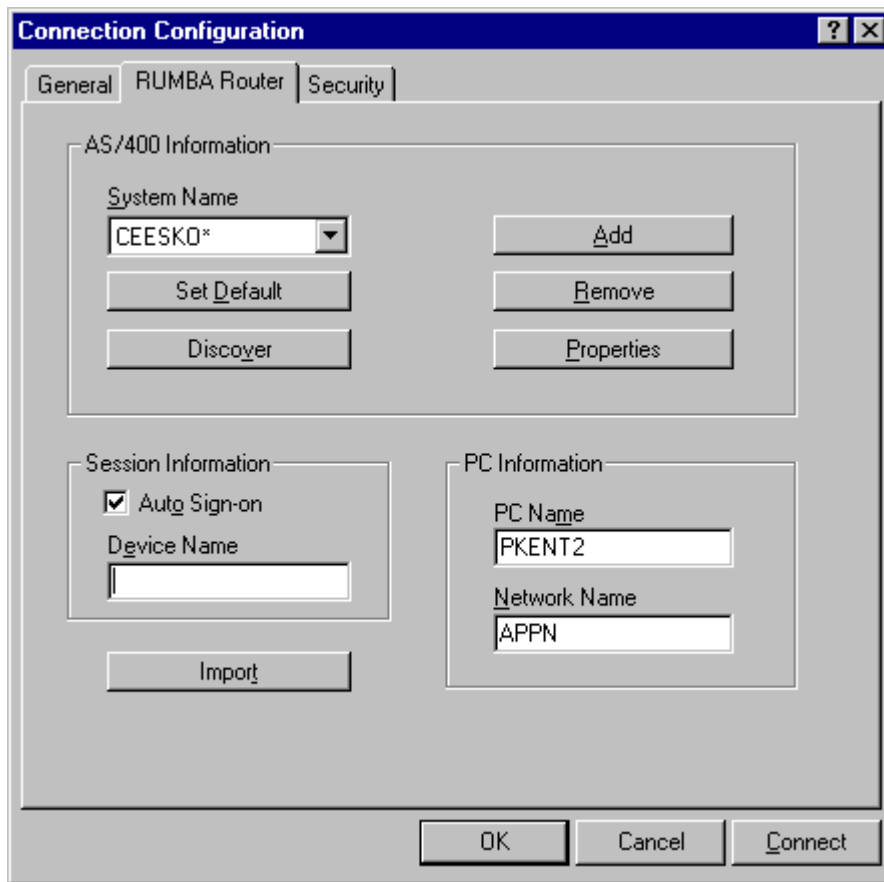 Connection Configuration
General RUMBA Router Security
AS/400 Information
System Name
CEESKO*
Add
Set Default
Remove
Discover
Properties
Session Information
Auto Sign-on
Device Name
PC Information
PC Name
PKENT2
Network Name
APPN
Import
OK Cancel Connect